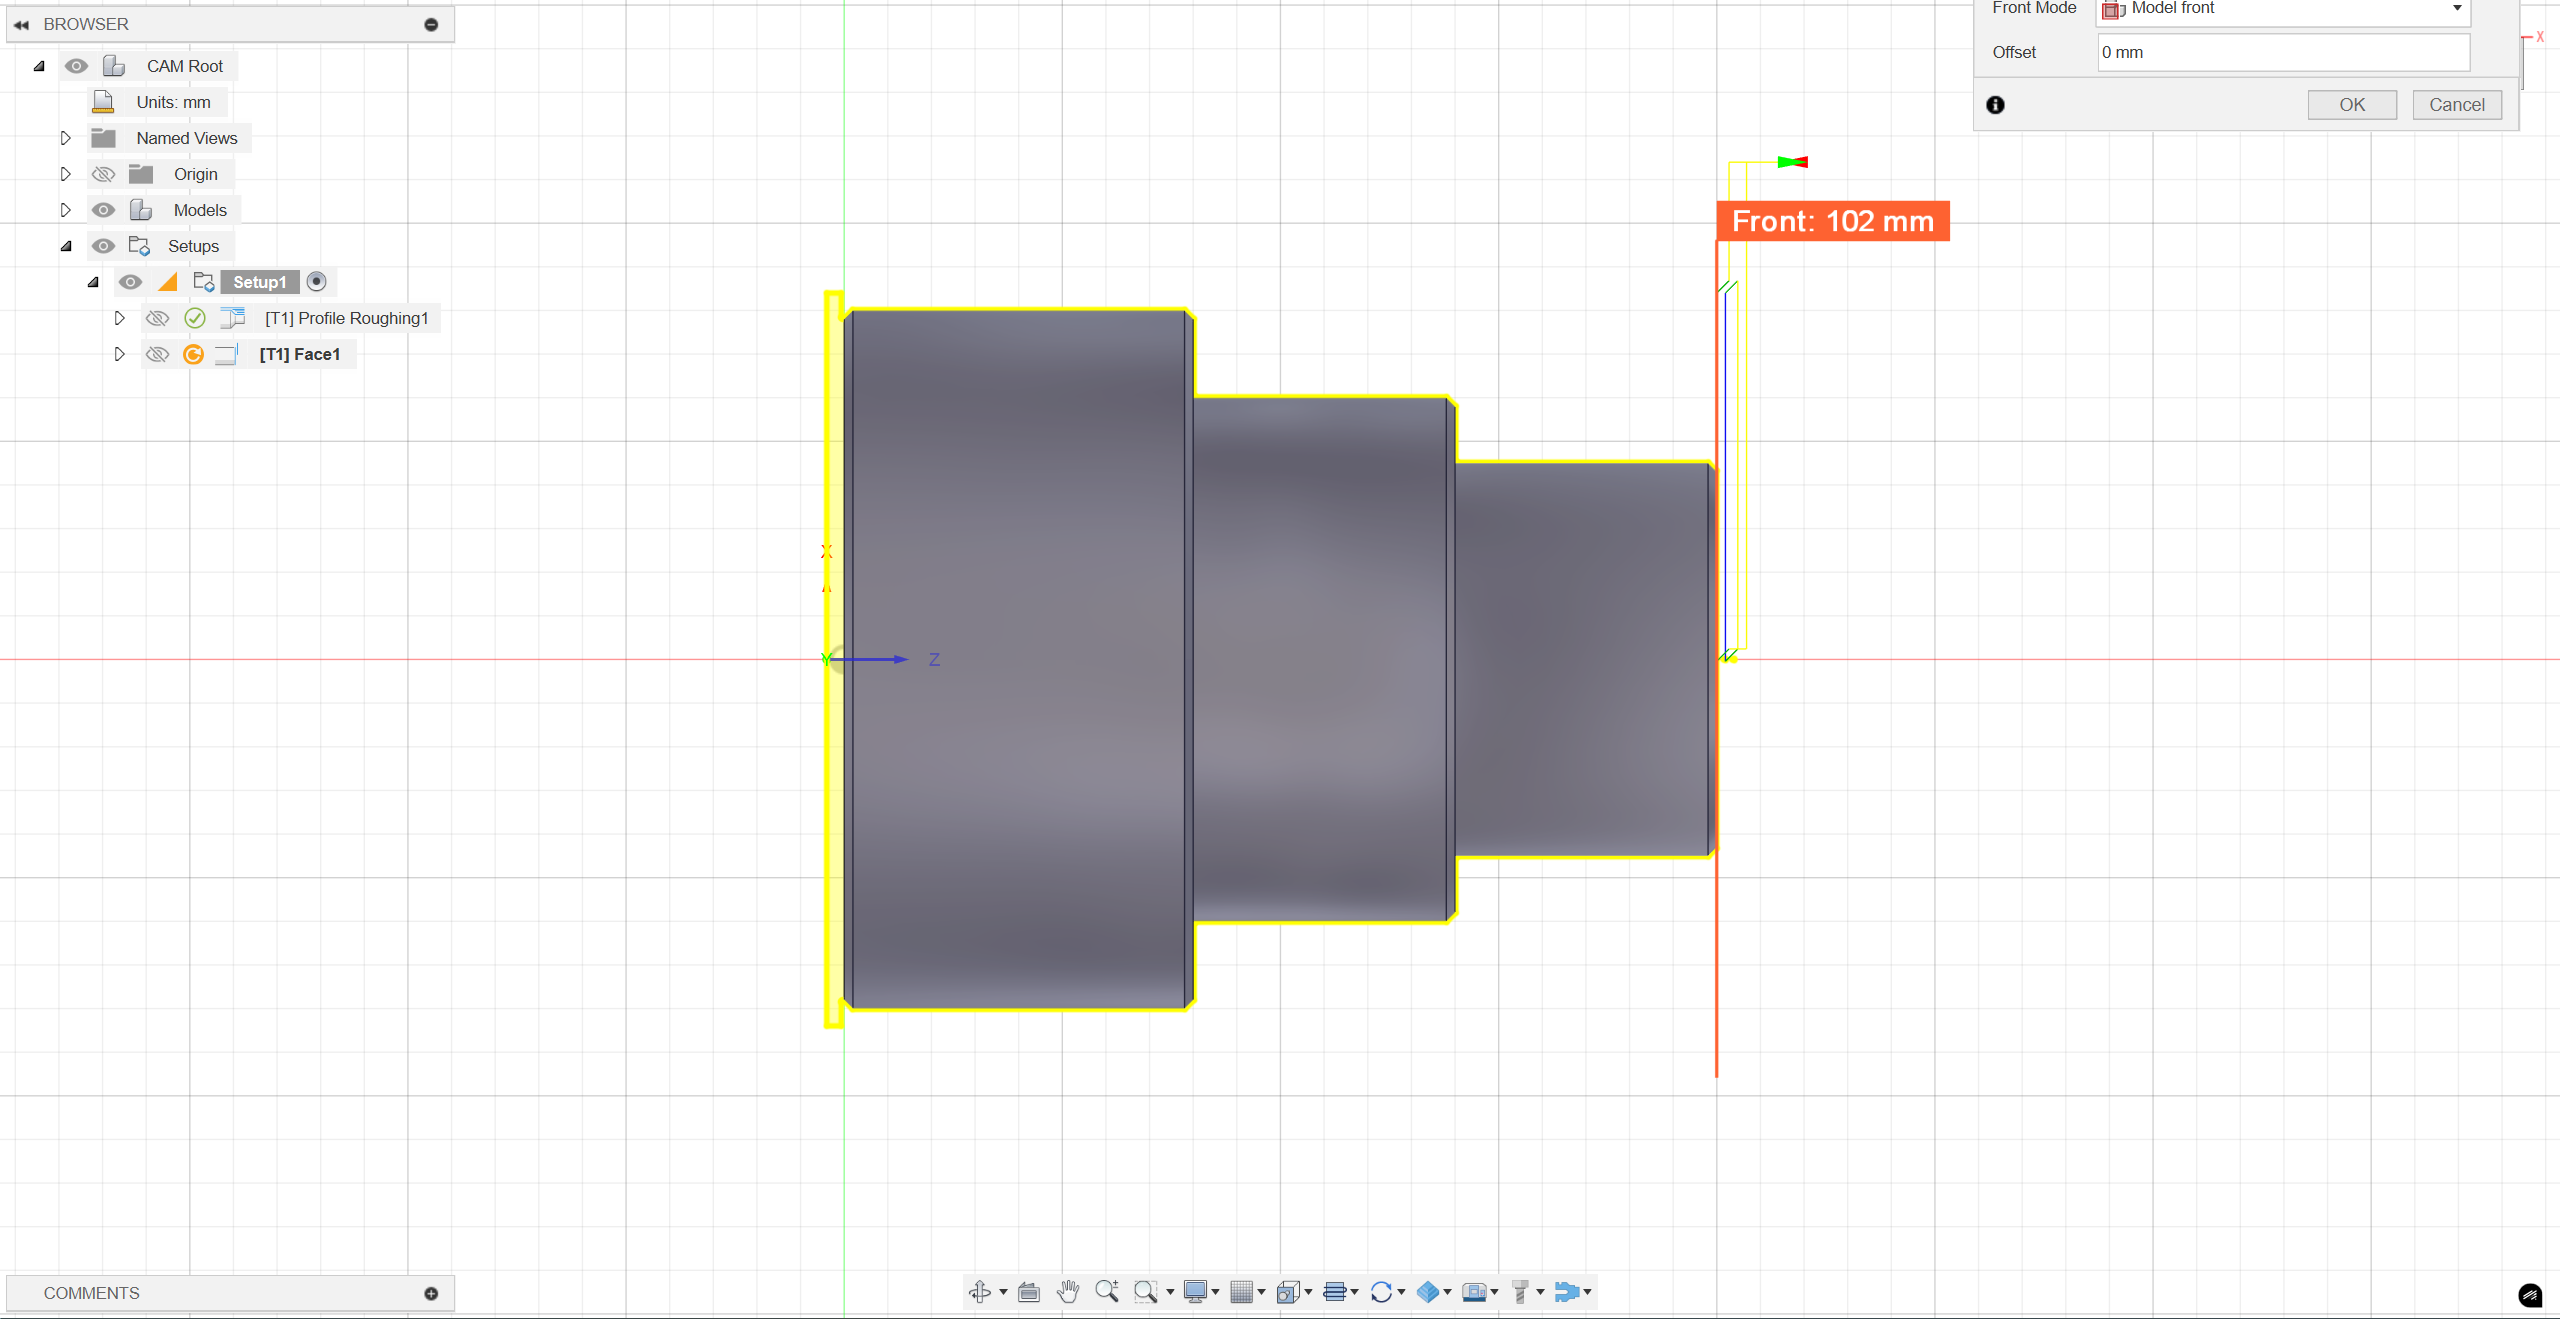 BROWSER
CAM Root
Units: mm
Named Views
Origin
Models
Setups
Setup1
[T1] Profile Roughing1
[T1] Face1
Front Mode
Model front
Offset
0 mm
OK
Cancel
X
Front: 102 mm
X
Y
Z
COMMENTS